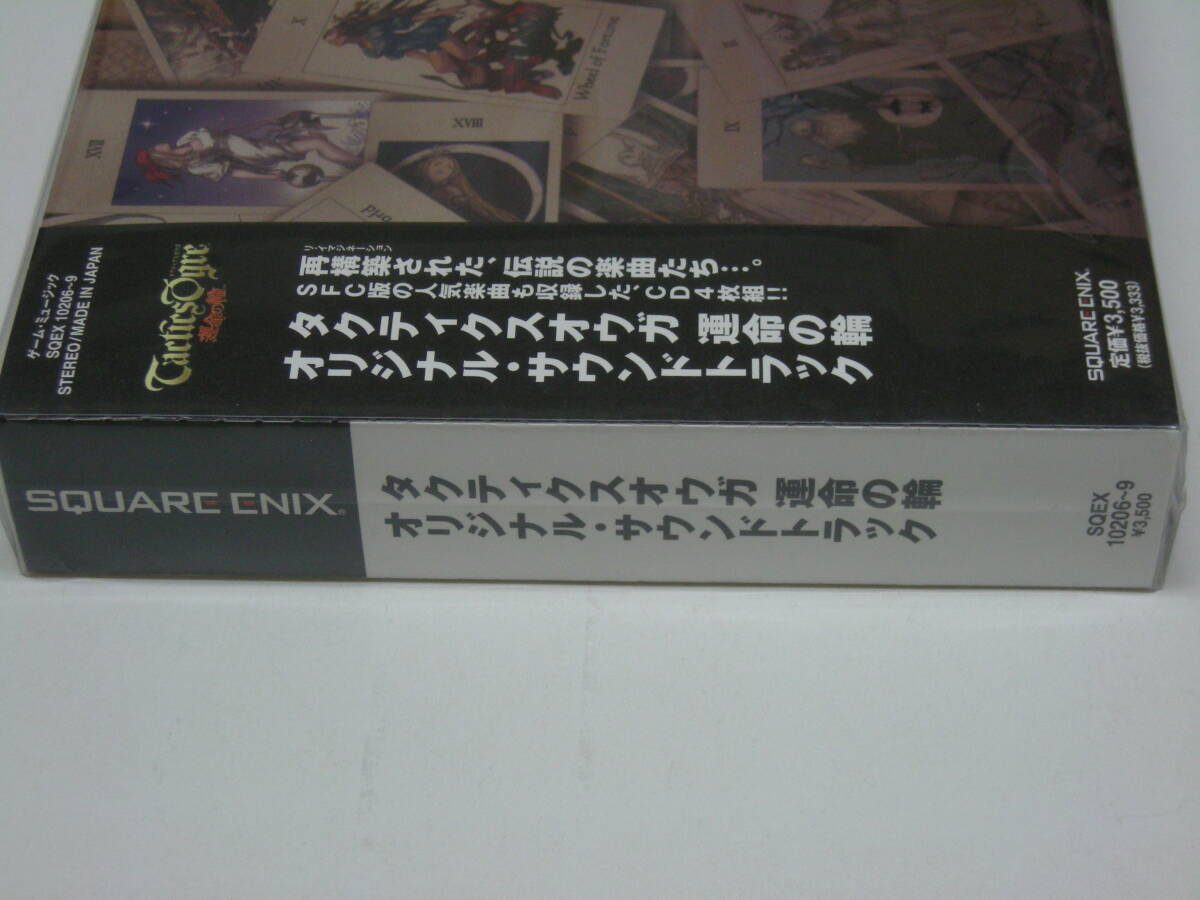 X
Wheel of Fortune
II
XVII
XVIII
IX
orld
ゲーム・ミュージック
SQEX 10206~9
STEREO/MADE IN JAPAN
Tactics Ogre
運命の輪
リ・イマジネーション
再構築された、伝説の楽曲たち…。
SFC版の人気楽曲も収録した、CD4枚組!!
タクティクスオウガ 運命の輪
オリジナル・サウンドトラック
SQUARE ENIX.
定価¥3,500
(税抜価格¥3,333)
SQUARE ENIX®
タクティクスオウガ 運命の輪
オリジナル・サウンドトラック
SQEX
10206~9
¥3,500